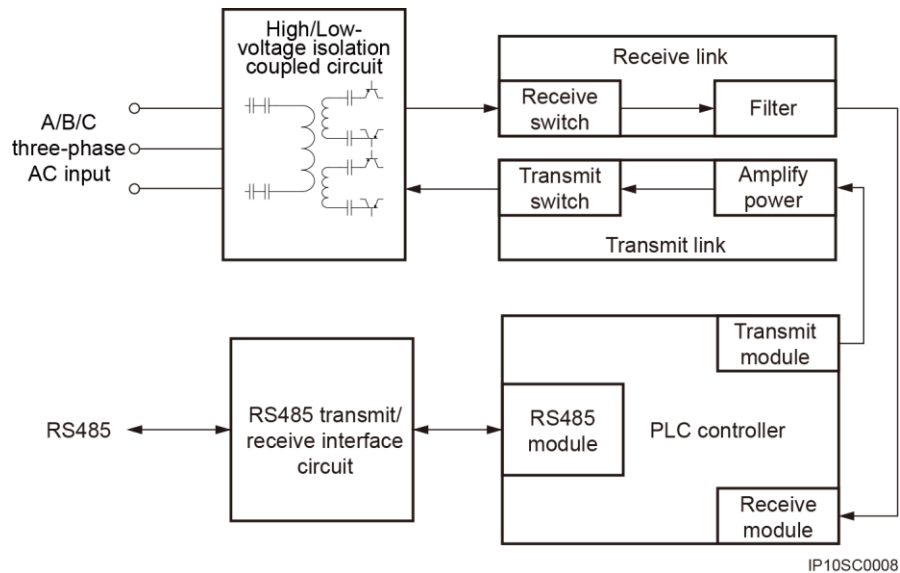 High/Low-
voltage isolation
coupled circuit
A/B/C
three-phase
AC input
Receive link
Receive
switch
Filter
Transmit
switch
Amplify
power
Transmit link
Transmit
module
RS485
RS485 transmit/
receive interface
circuit
RS485
module
PLC controller
Receive
module
IP10SC0008